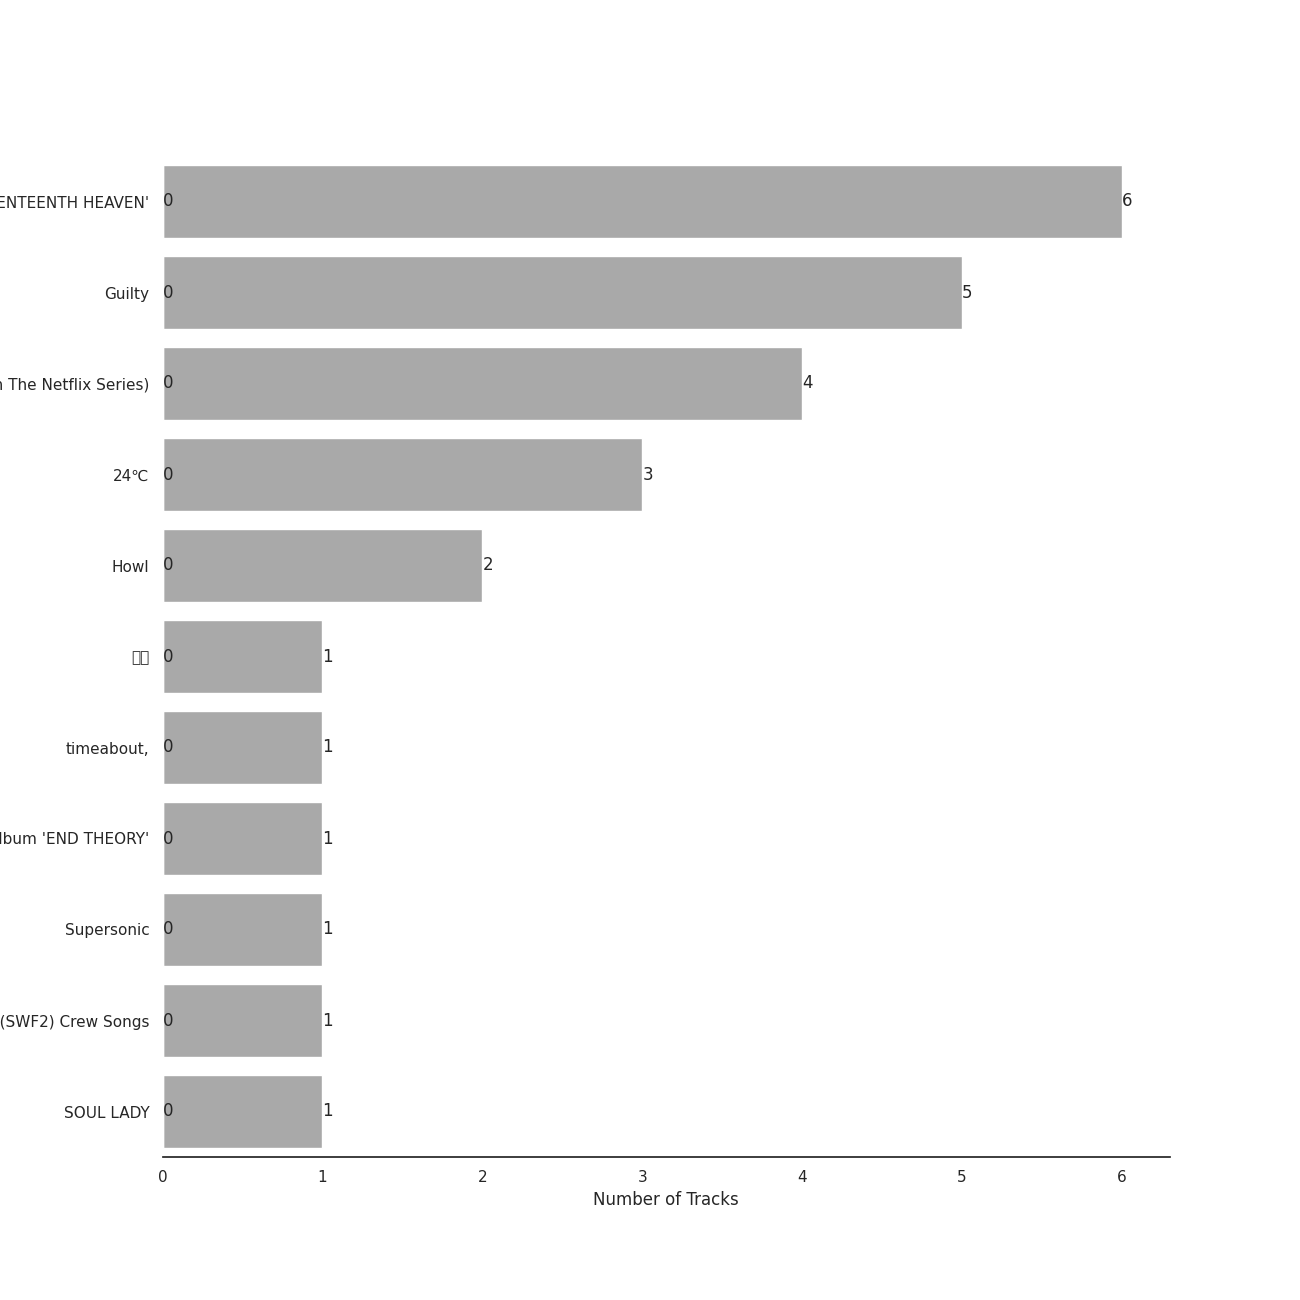 ENTEENTH HEAVEN' 0 6
Guilty 0 5
The Netflix Series) 0 4
24℃ 0 3
Howl 0 2
0 1
timeabout, 0 1
lbum 'END THEORY' 0 1
Supersonic 0 1
(SWF2) Crew Songs 0 1
SOUL LADY 0 1
0 1 2 3 4 5 6
Number of Tracks